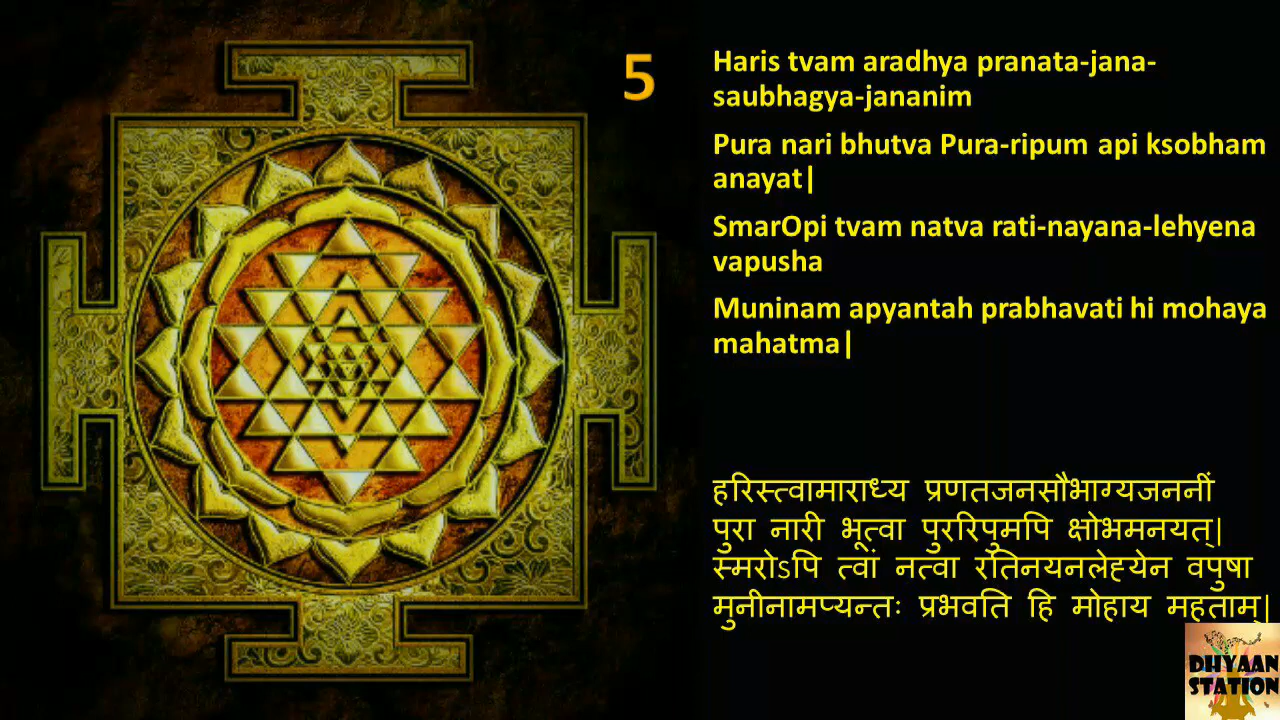 5
Haris tvam aradhya pranata-jana-
saubhagya-jananim
Pura nari bhutva Pura-ripum api ksobham
anayat|
SmarOpi tvam natva rati-nayana-lehyena
vapusha
Muninam apyantah prabhavati hi mohaya
mahatma|
हरिस्त्वामाराध्य प्रणतजनसौभाग्यजननीं
पुरा नारी भूत्वा पुररिपुमपि क्षोभमनयत्|
स्मरोऽपि त्वां नत्वा रतिनयनलेह्येन वपुषा
मुनीनामप्यन्तः प्रभवति हि मोहाय महताम्|
DHYAAN
STATION